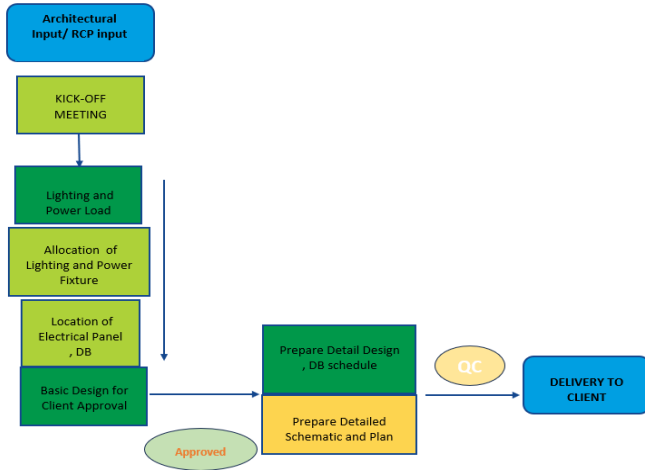 Architectural
Input/ RCP input
KICK-OFF
MEETING
Lighting and
Power Load
Allocation of
Lighting and Power
Fixture
Location of
Electrical Panel
, DB
Basic Design for
Client Approval
Approved
Prepare Detail Design
, DB schedule
Prepare Detailed
Schematic and Plan
QC
DELIVERY TO
CLIENT